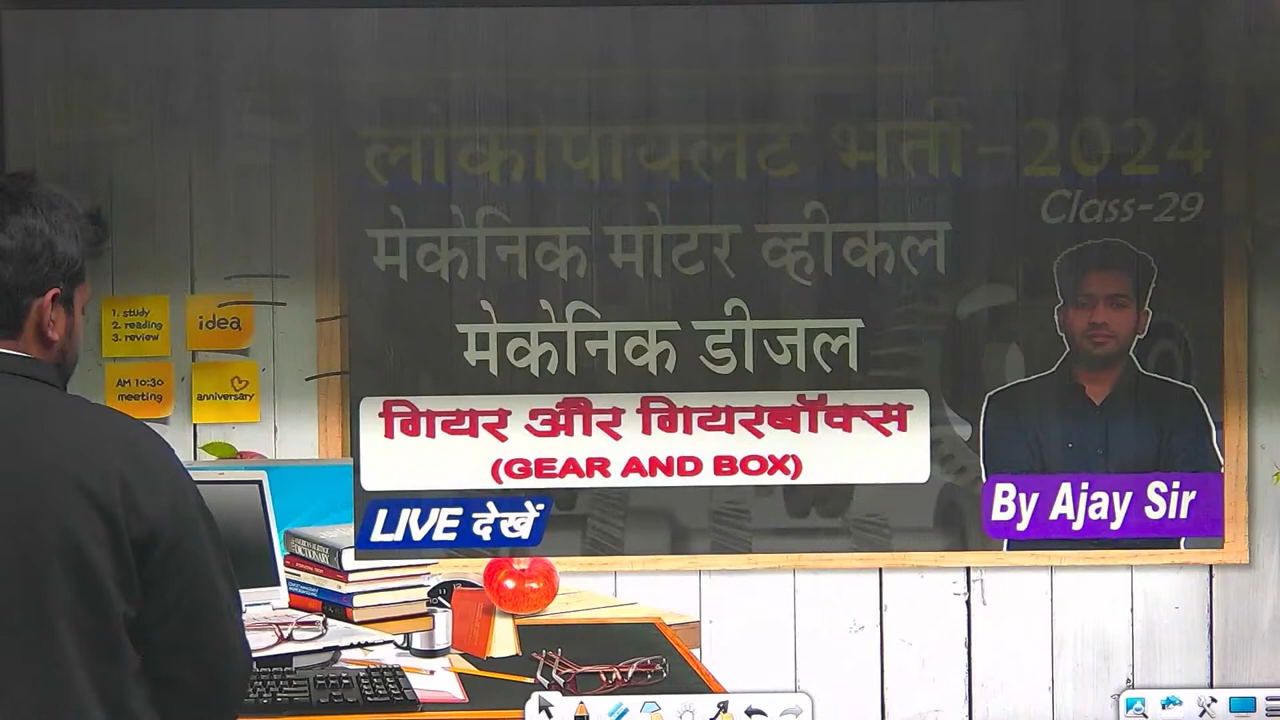 लोकोपायलट भर्ती-2024
Class-29
मेकेनिक मोटर व्हीकल
मेकेनिक डीजल
गियर और गियरबॉक्स
(GEAR AND BOX)
LIVE देखें
By Ajay Sir
1. study
2. reading
3. review
idea
AM 10:30
meeting
anniversary
DICTIONARY